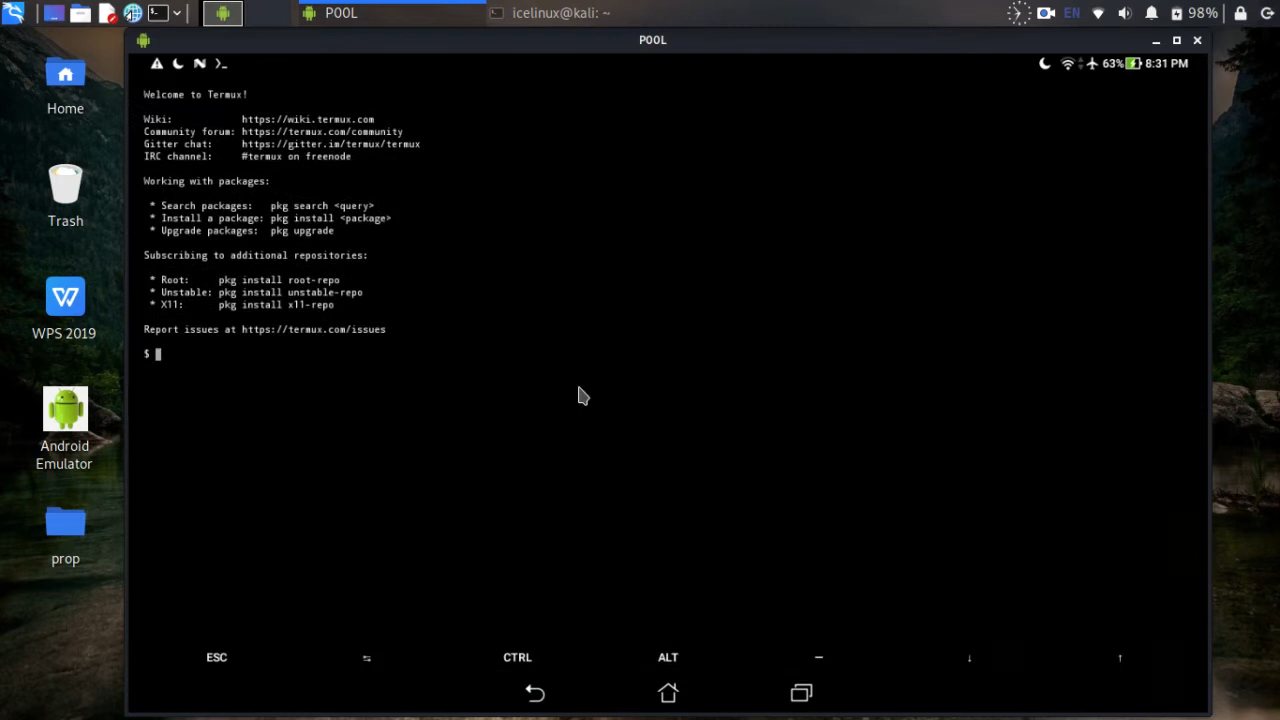 POOL
icelinux@kali: ~
EN
98%
POOL
63%
8:31 PM
Home
Trash
WPS 2019
Android
Emulator
prop
Welcome to Termux!
Wiki: https://wiki.termux.com
Community forum: https://termux.com/community
Gitter chat: https://gitter.im/termux/termux
IRC channel: #termux on freenode
Working with packages:
* Search packages: pkg search <query>
* Install a package: pkg install <package>
* Upgrade packages: pkg upgrade
Subscribing to additional repositories:
* Root: pkg install root-repo
* Unstable: pkg install unstable-repo
* X11: pkg install x11-repo
Report issues at https://termux.com/issues
$
ESC ⇆ CTRL ALT — ↓ ↑